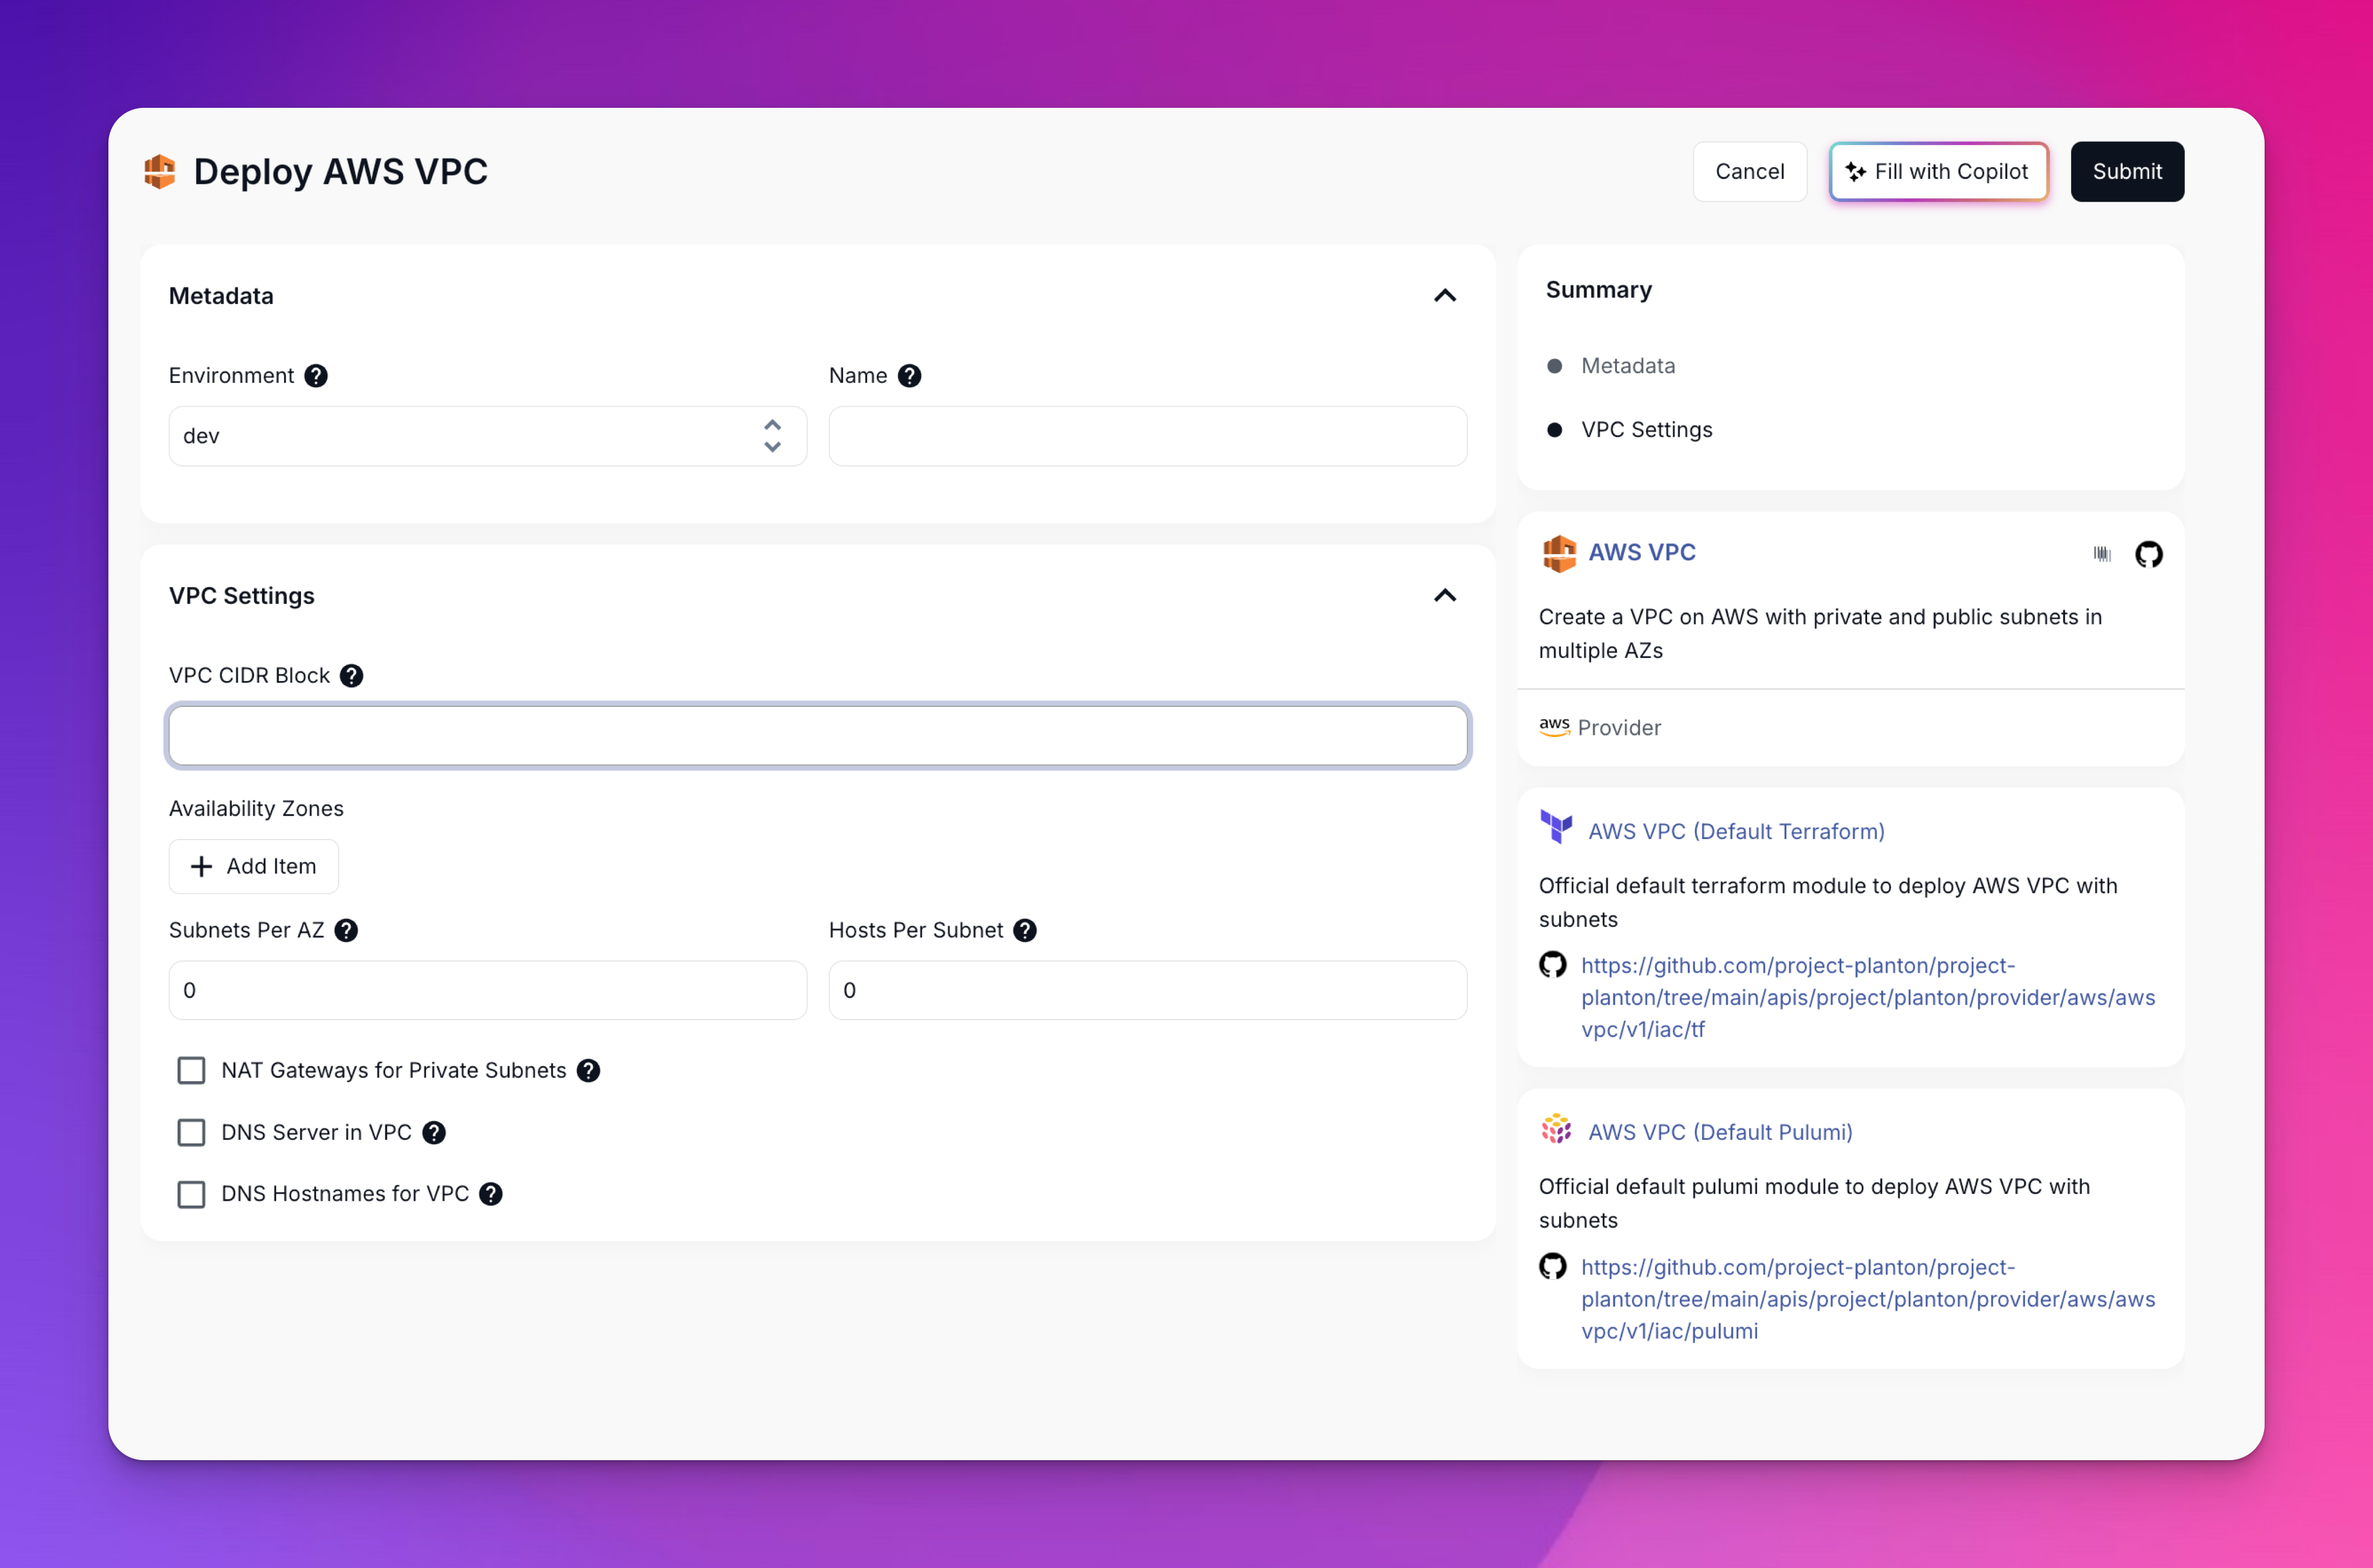 Deploy AWS VPC
Cancel
Fill with Copilot
Submit
Metadata
Environment
Name
dev
VPC Settings
VPC CIDR Block
Availability Zones
Add Item
Subnets Per AZ
Hosts Per Subnet
0
0
NAT Gateways for Private Subnets
DNS Server in VPC
DNS Hostnames for VPC
Summary
Metadata
VPC Settings
AWS VPC
Create a VPC on AWS with private and public subnets in
multiple AZs
aws Provider
AWS VPC (Default Terraform)
Official default terraform module to deploy AWS VPC with
subnets
https://github.com/project-planton/project-
planton/tree/main/apis/project/planton/provider/aws/aws
vpc/v1/iac/tf
AWS VPC (Default Pulumi)
Official default pulumi module to deploy AWS VPC with
subnets
https://github.com/project-planton/project-
planton/tree/main/apis/project/planton/provider/aws/aws
vpc/v1/iac/pulumi